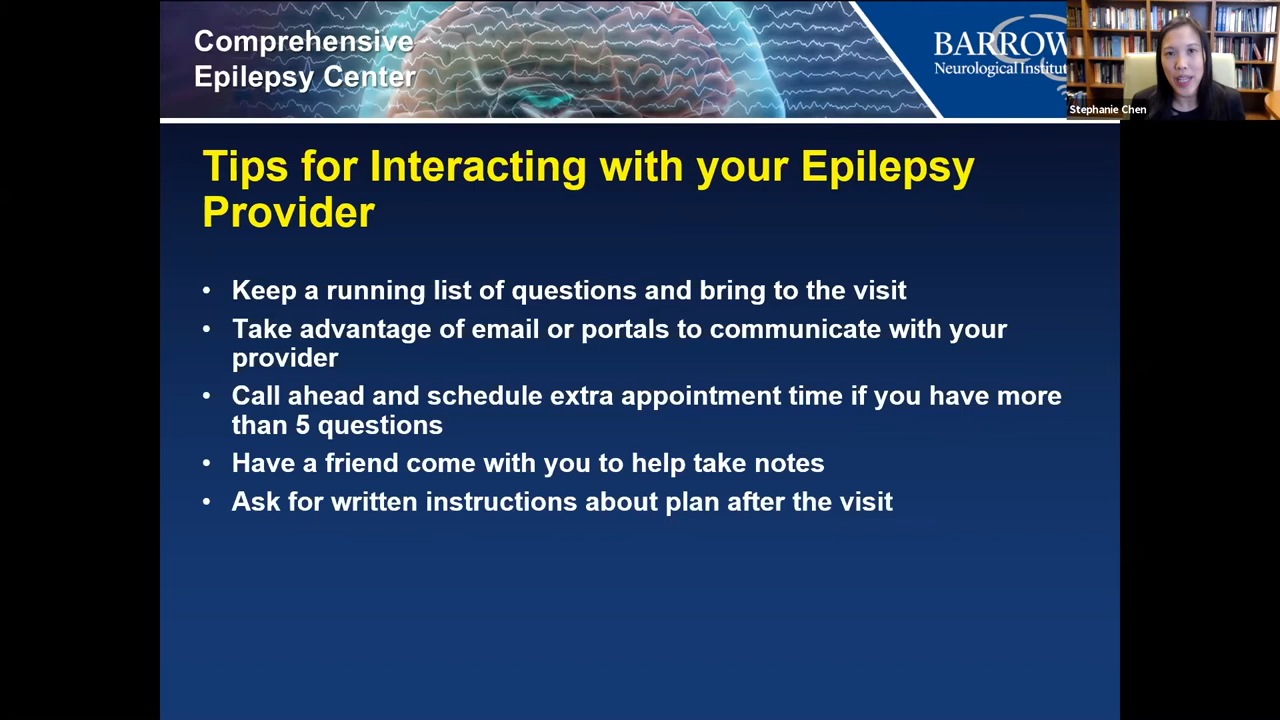 Comprehensive
Epilepsy Center
BARROW
Neurological Institut
Stephanie Chen
Tips for Interacting with your Epilepsy
Provider
• Keep a running list of questions and bring to the visit
• Take advantage of email or portals to communicate with your
provider
• Call ahead and schedule extra appointment time if you have more
than 5 questions
• Have a friend come with you to help take notes
• Ask for written instructions about plan after the visit